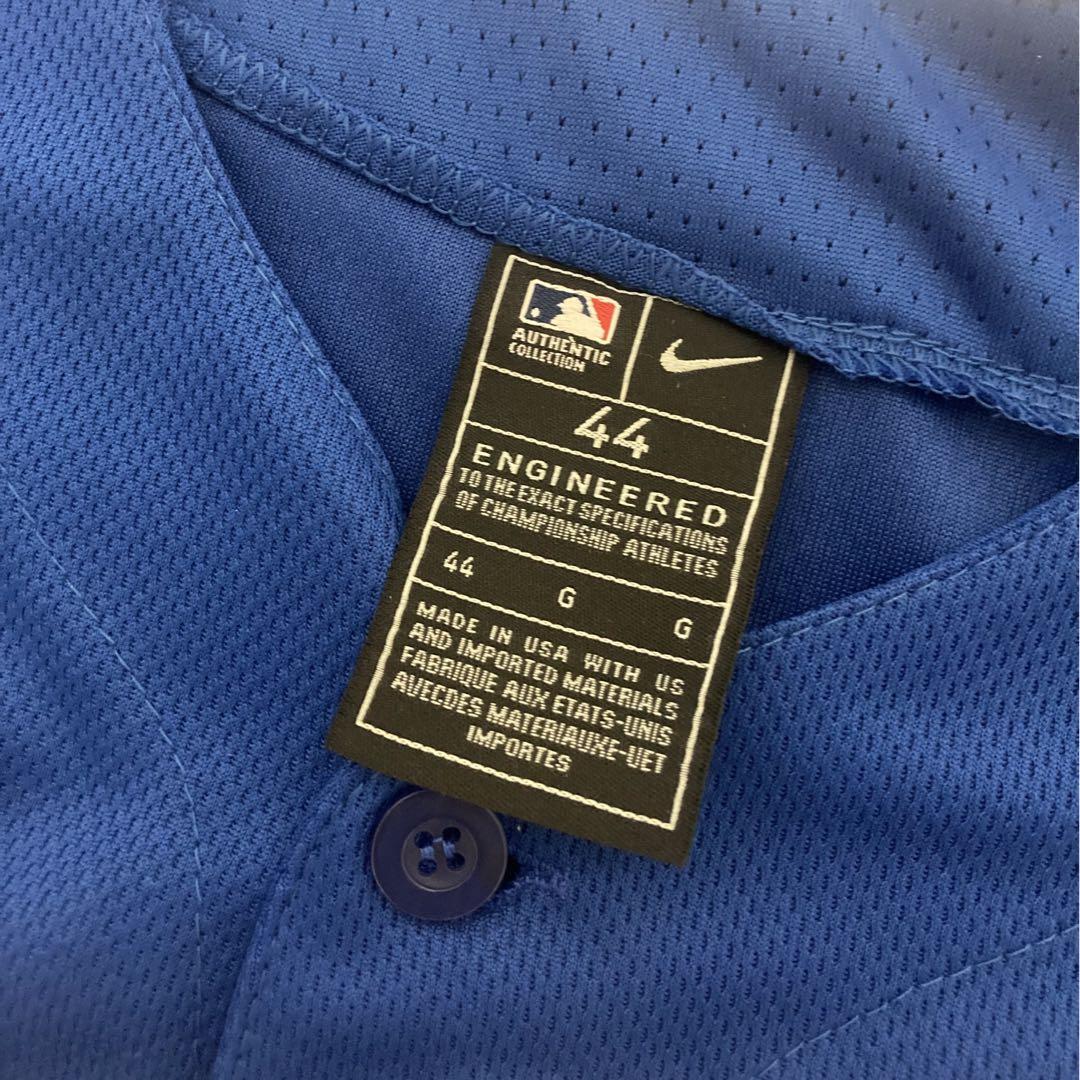 AUTHENTIC
COLLECTION
44
ENGINEERED
TO THE EXACT SPECIFICATIONS
OF CHAMPIONSHIP ATHLETES
44 G G
MADE IN USA WITH US
AND IMPORTED MATERIALS
FABRIQUE AUX ETATS-UNIS
AVECDES MATERIAUXE-UET
IMPORTES